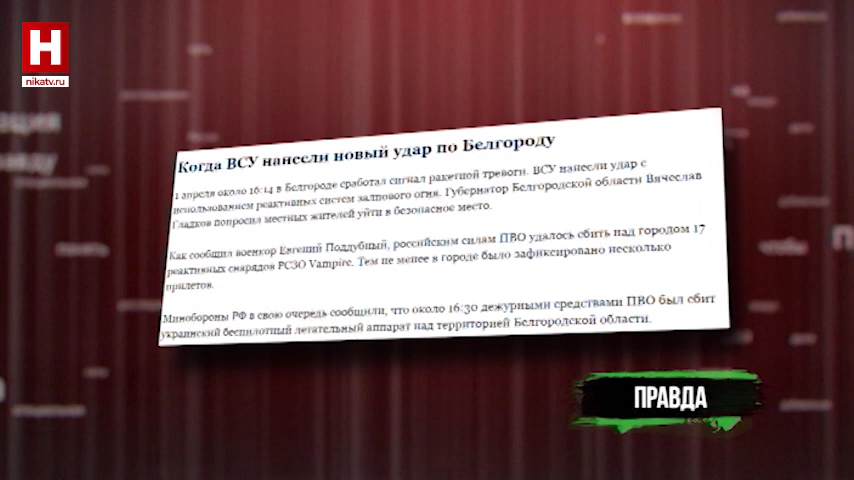 Н
nikatv.ru
Когда ВСУ нанесли новый удар по Белгороду
1 апреля около 16:14 в Белгороде сработал сигнал ракетной тревоги. ВСУ нанесли удар с
использованием реактивных систем залпового огня. Губернатор Белгородской области Вячеслав
Гладков попросил местных жителей уйти в безопасное место.
Как сообщил военкор Евгений Поддубный, российским силам ПВО удалось сбить над городом 17
реактивных снарядов РСЗО Vampire. Тем не менее в городе было зафиксировано несколько
прилетов.
Минобороны РФ в свою очередь сообщили, что около 16:30 дежурными средствами ПВО был сбит
украинский беспилотный летательный аппарат над территорией Белгородской области.
ПРАВДА
чтобы